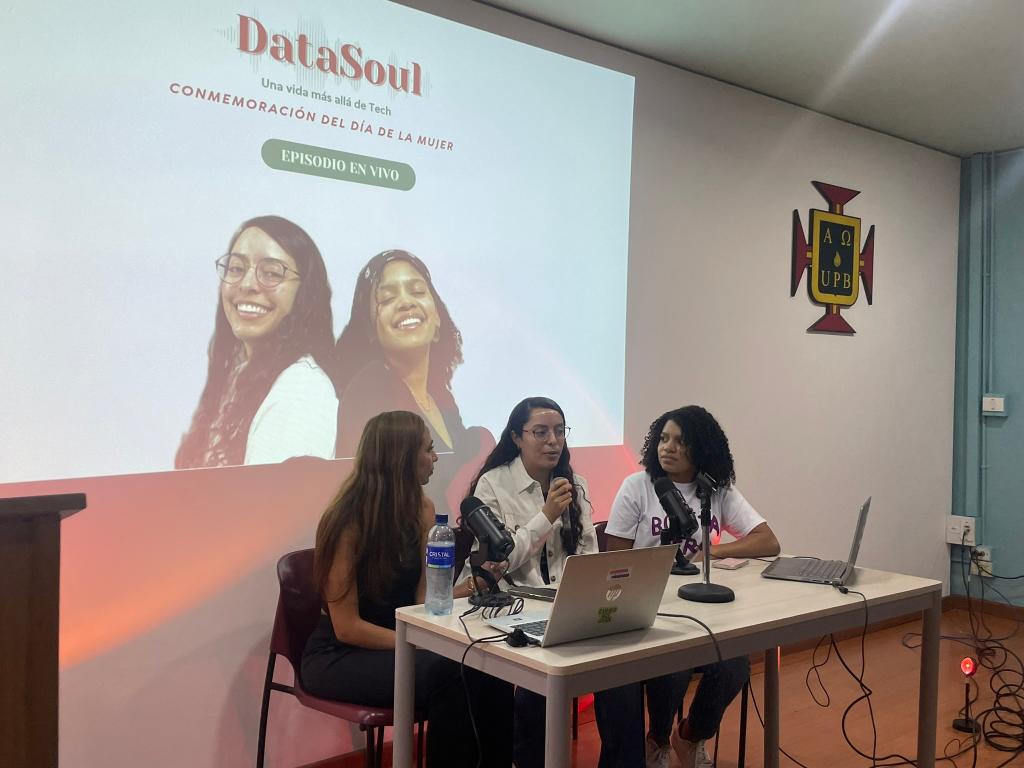 DataSoul
Una vida más allá de Tech
CONMEMORACIÓN DEL DÍA DE LA MUJER
EPISODIO EN VIVO
Α Ω
UPB
CRISTAL